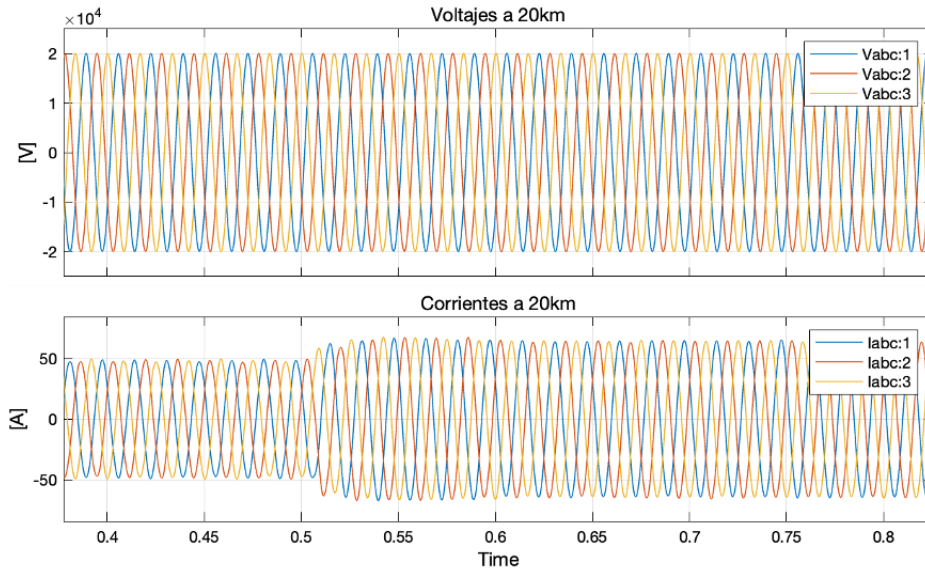 Voltajes a 20km
×10⁴
2
1
0
-1
-2
[V]
Vabc:1
Vabc:2
Vabc:3
Corrientes a 20km
50
0
-50
[A]
Iabc:1
Iabc:2
Iabc:3
0.4 0.45 0.5 0.55 0.6 0.65 0.7 0.75 0.8
Time